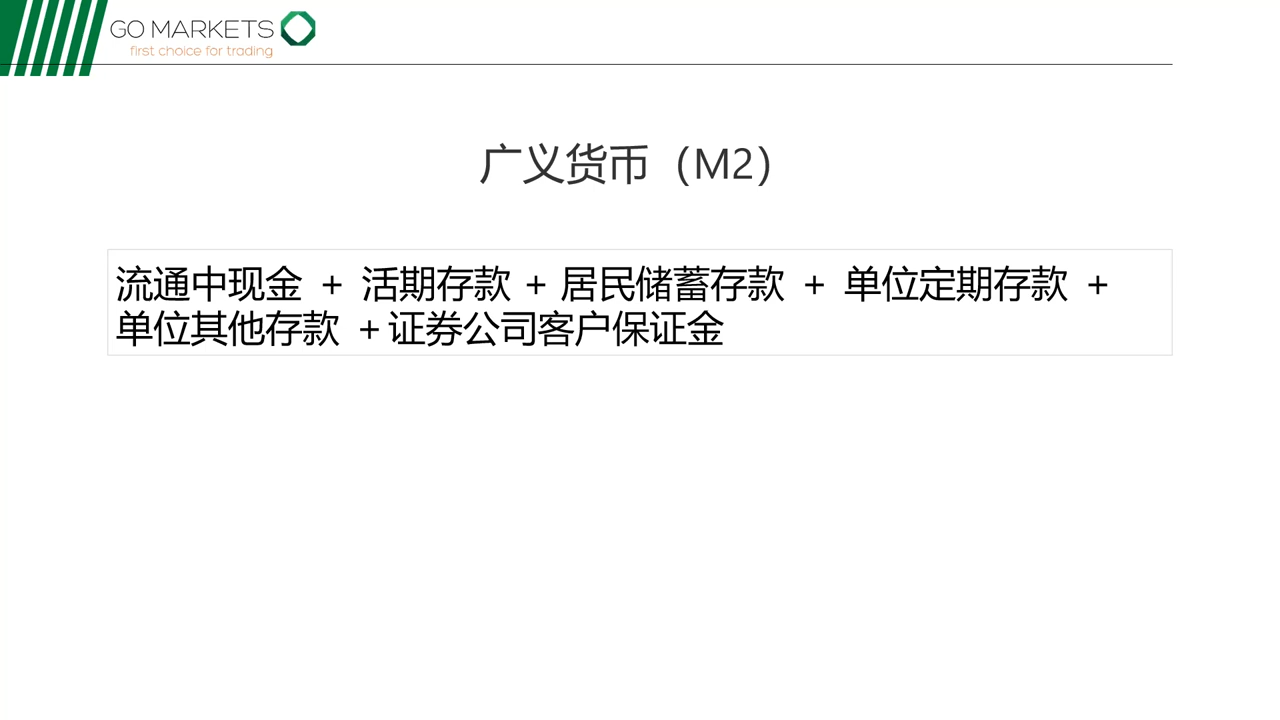 GO MARKETS
first choice for trading
广义货币（M2）
流通中现金 + 活期存款 + 居民储蓄存款 + 单位定期存款 +
单位其他存款 +证券公司客户保证金